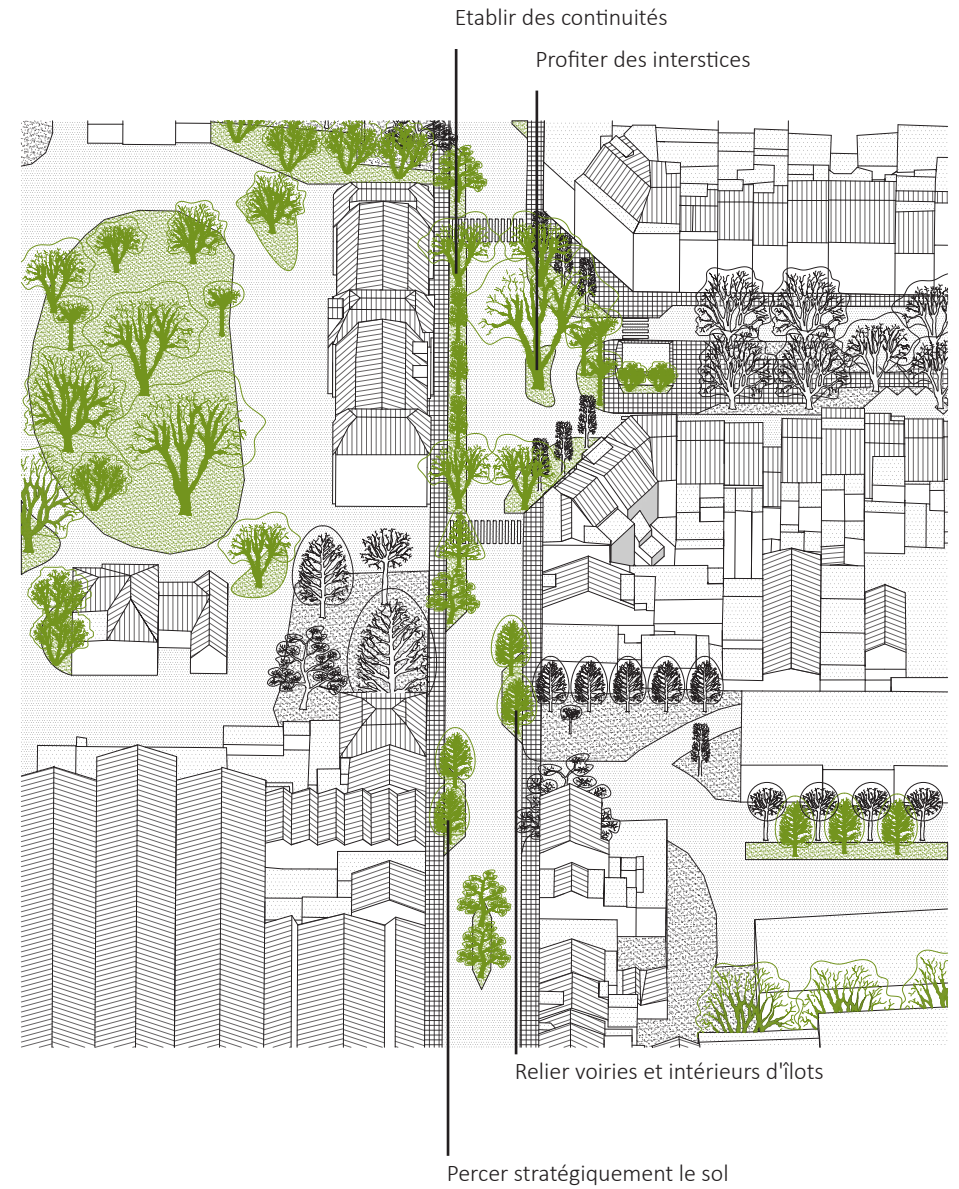 Etablir des continuités
Profiter des interstices
Relier voiries et intérieurs d'îlots
Percer stratégiquement le sol